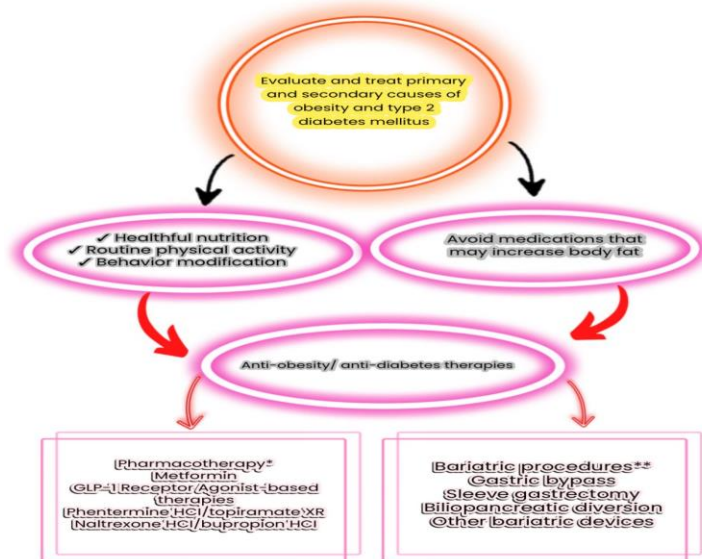 Evaluate and treat primary
and secondary causes of
obesity and type 2
diabetes mellitus
✓ Healthful nutrition
✓ Routine physical activity
✓ Behavior modification
Avoid medications that
may increase body fat
Anti-obesity/ anti-diabetes therapies
Pharmacotherapy*
Metformin
GLP-1 Receptor/Agonist-based
therapies
Phentermine HCl/topiramate XR
Naltrexone HCl/bupropion HCl
Bariatric procedures**
Gastric bypass
Sleeve gastrectomy
Biliopancreatic diversion
Other bariatric devices